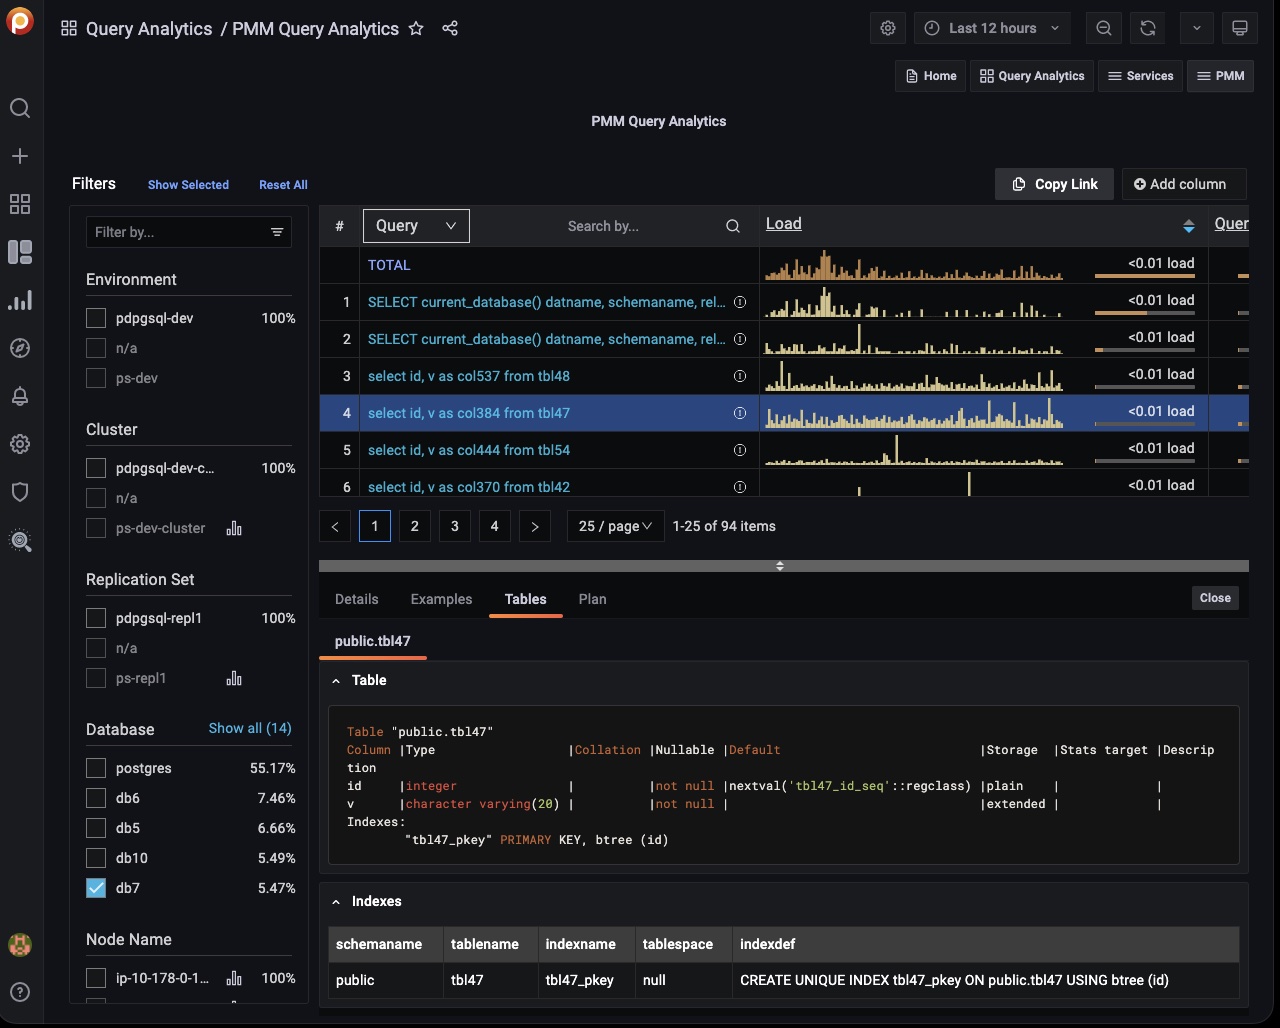 Query Analytics / PMM Query Analytics
Last 12 hours
Home
Query Analytics
Services
PMM
PMM Query Analytics
Filters
Show Selected
Reset All
Copy Link
Add column
Filter by...
Environment
pdpgsql-dev 100%
n/a
ps-dev
Cluster
pdpgsql-dev-c... 100%
n/a
ps-dev-cluster
Replication Set
pdpgsql-repl1 100%
n/a
ps-repl1
Database Show all (14)
postgres 55.17%
db6 7.46%
db5 6.66%
db10 5.49%
db7 5.47%
Node Name
ip-10-178-0-1... 100%
# Query Search by... Load Quer
TOTAL <0.01 load
1 SELECT current_database() datname, schemaname, rel... <0.01 load
2 SELECT current_database() datname, schemaname, rel... <0.01 load
3 select id, v as col537 from tbl48 <0.01 load
4 select id, v as col384 from tbl47 <0.01 load
5 select id, v as col444 from tbl54 <0.01 load
6 select id, v as col370 from tbl42 <0.01 load
< 1 2 3 4 > 25 / page 1-25 of 94 items
Details Examples Tables Plan Close
public.tbl47
Table
Table "public.tbl47"
Column |Type |Collation |Nullable |Default |Storage |Stats target |Descrip
tion
id |integer | |not null |nextval('tbl47_id_seq'::regclass) |plain | |
v |character varying(20) | |not null | |extended | |
Indexes:
"tbl47_pkey" PRIMARY KEY, btree (id)
Indexes
schemaname tablename indexname tablespace indexdef
public tbl47 tbl47_pkey null CREATE UNIQUE INDEX tbl47_pkey ON public.tbl47 USING btree (id)